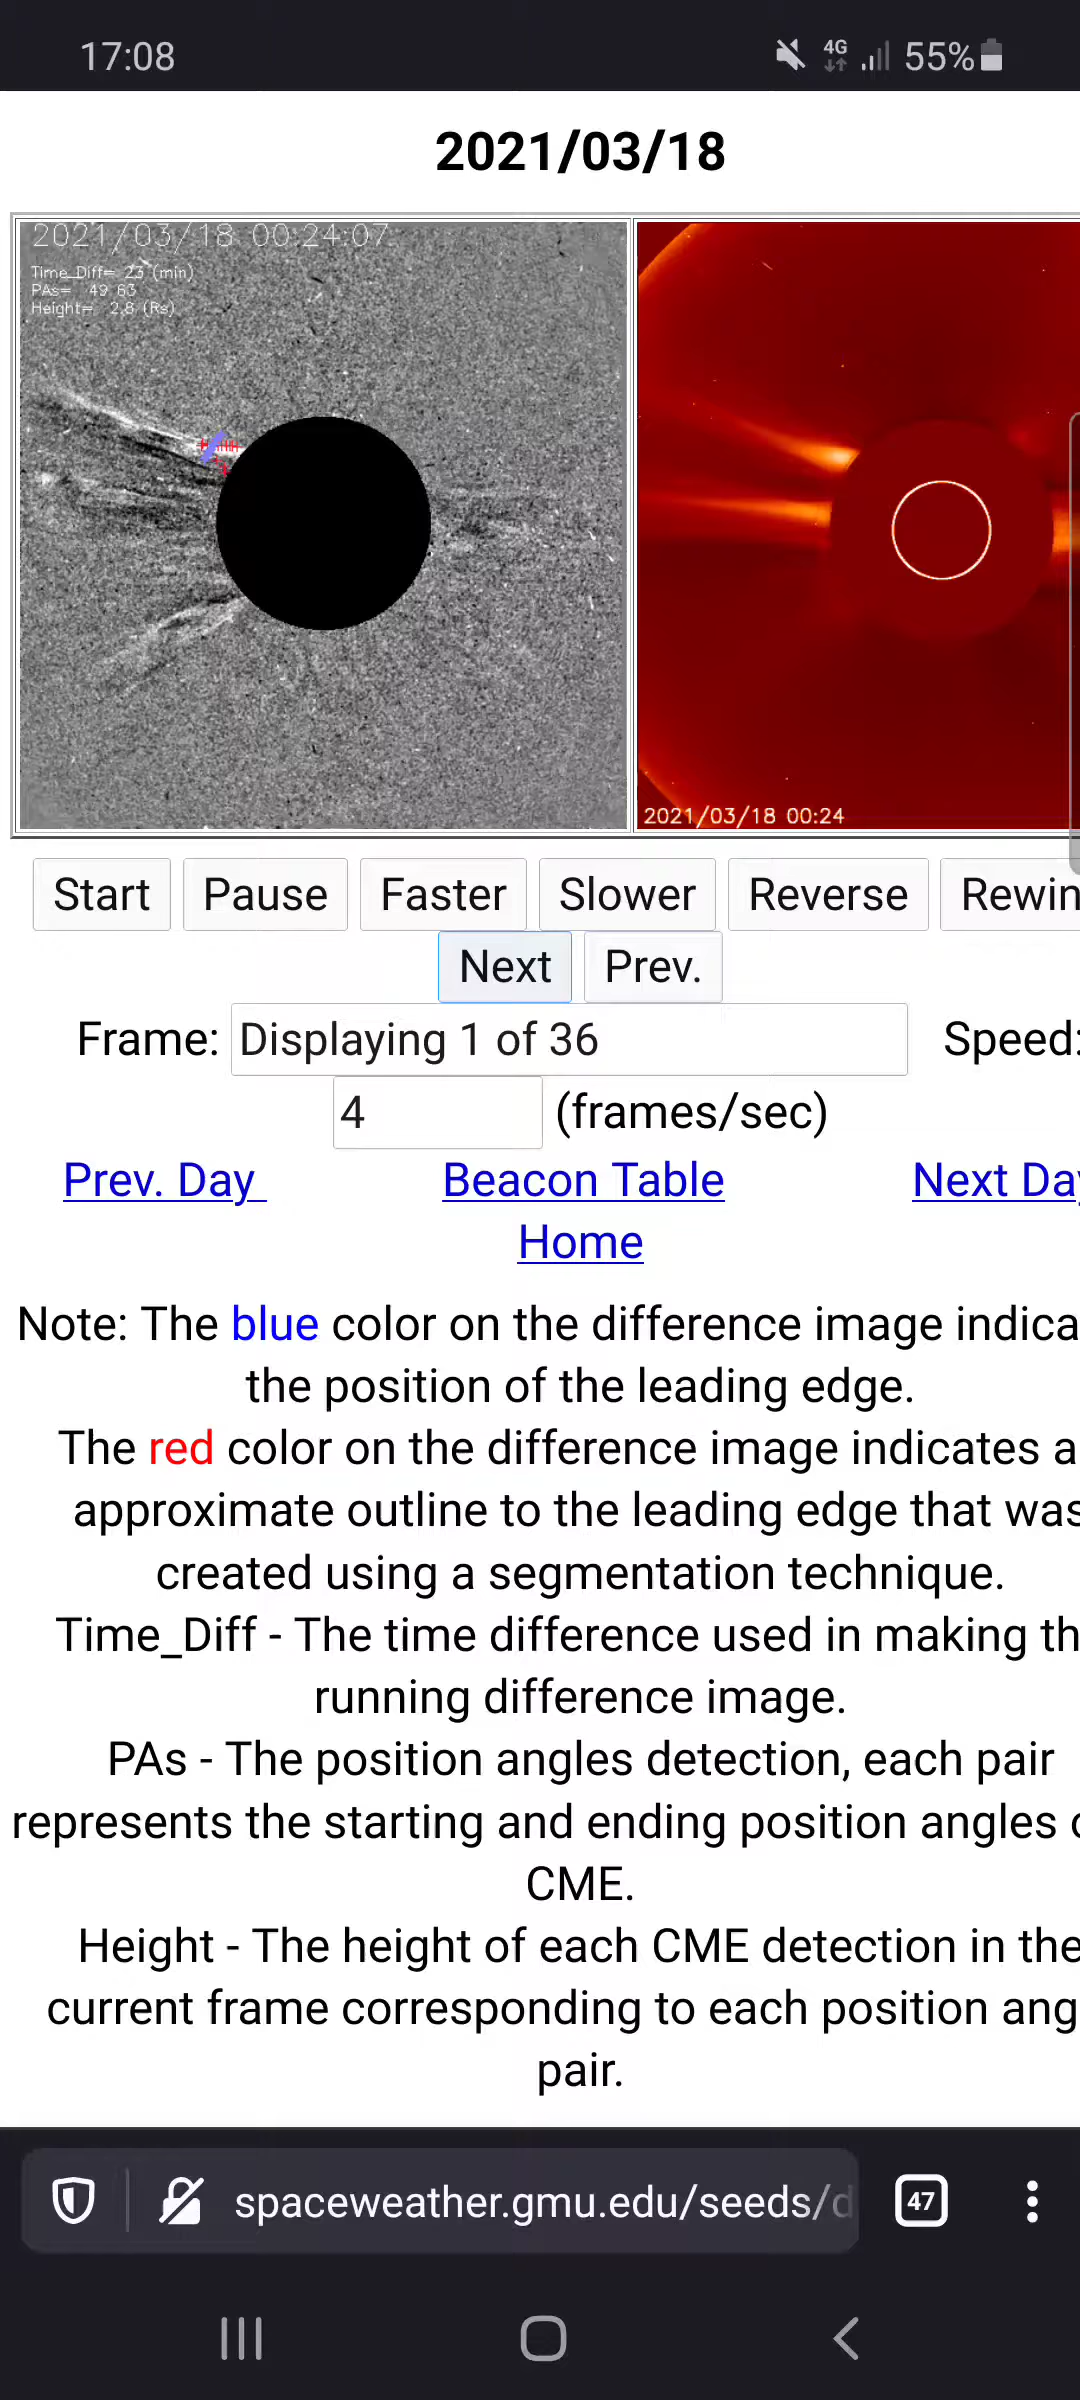 17:08
4G
55%
2021/03/18
2021/03/18 00:24:07
Time_Diff= 23 (min)
PAs= 49 63
Height= 2.8 (Rs)
2021/03/18 00:24
Start Pause Faster Slower Reverse Rewin
Next Prev.
Frame: Displaying 1 of 36 Speed:
4 (frames/sec)
Prev. Day Beacon Table Next Day
Home
Note: The blue color on the difference image indica
the position of the leading edge.
The red color on the difference image indicates a
approximate outline to the leading edge that was
created using a segmentation technique.
Time_Diff - The time difference used in making th
running difference image.
PAs - The position angles detection, each pair
represents the starting and ending position angles
CME.
Height - The height of each CME detection in the
current frame corresponding to each position ang
pair.
spaceweather.gmu.edu/seeds/d
47